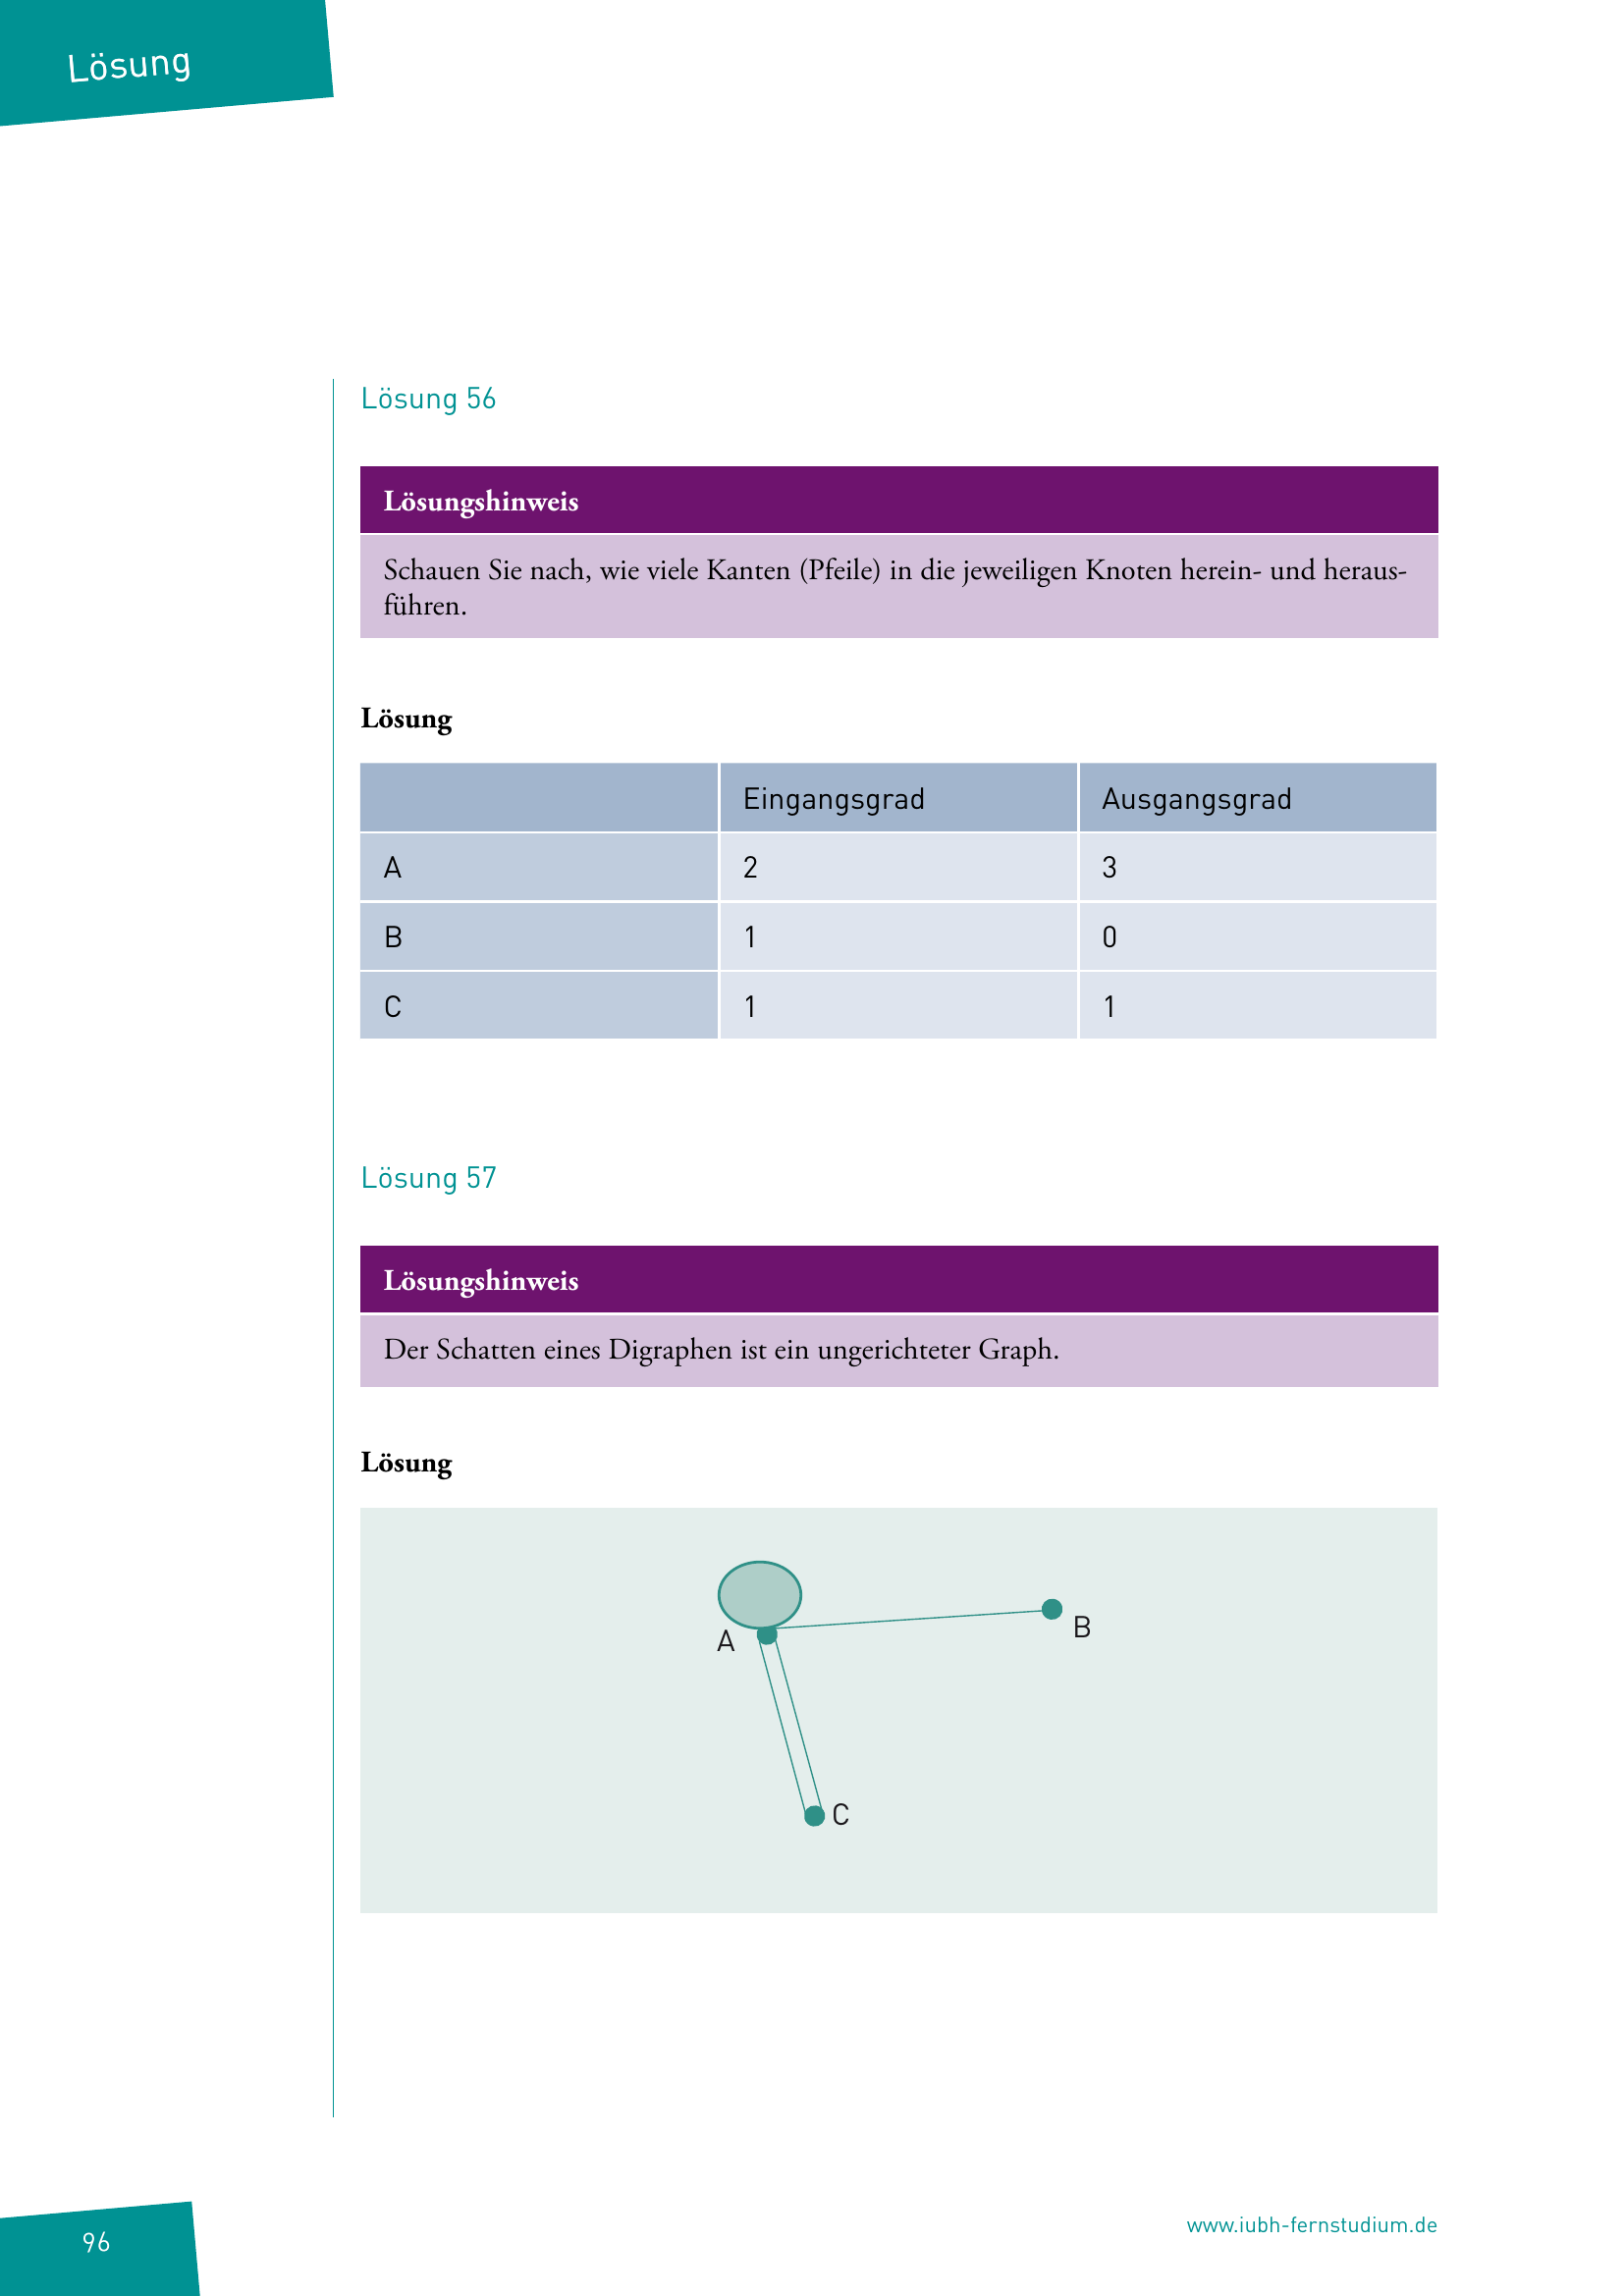 Lösung
Lösung 56
Lösungshinweis
Schauen Sie nach, wie viele Kanten (Pfeile) in die jeweiligen Knoten herein- und heraus-
führen.
Lösung
Eingangsgrad Ausgangsgrad
A 2 3
B 1 0
C 1 1
Lösung 57
Lösungshinweis
Der Schatten eines Digraphen ist ein ungerichteter Graph.
Lösung
A
B
C
96
www.iubh-fernstudium.de